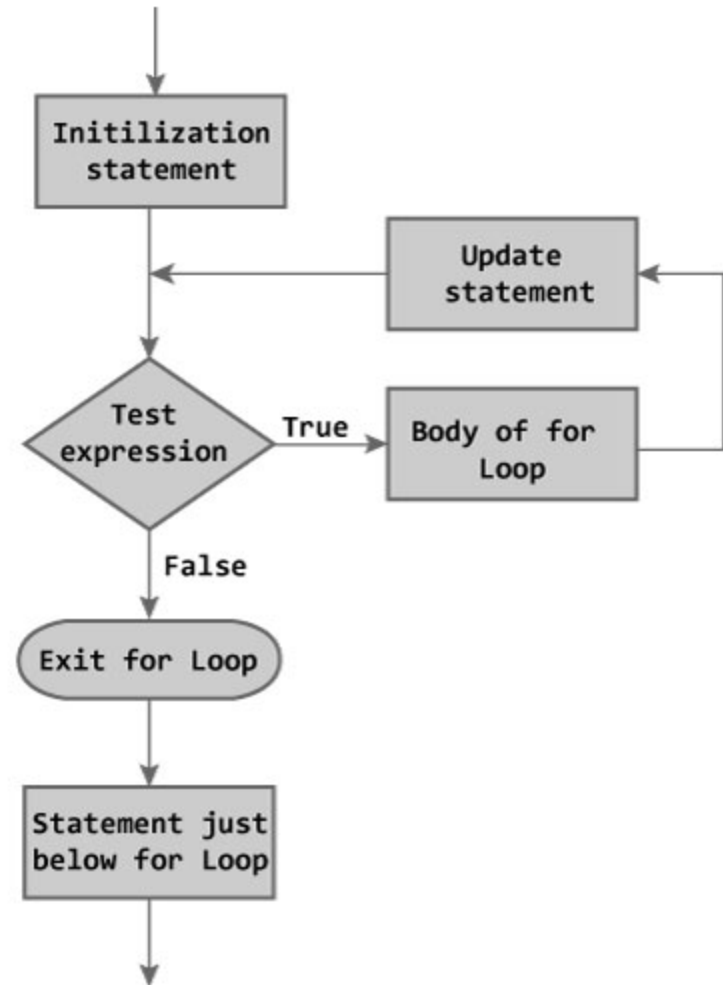 Initilization
statement
Update
statement
Test
expression
True
Body of for
Loop
False
Exit for Loop
Statement just
below for Loop